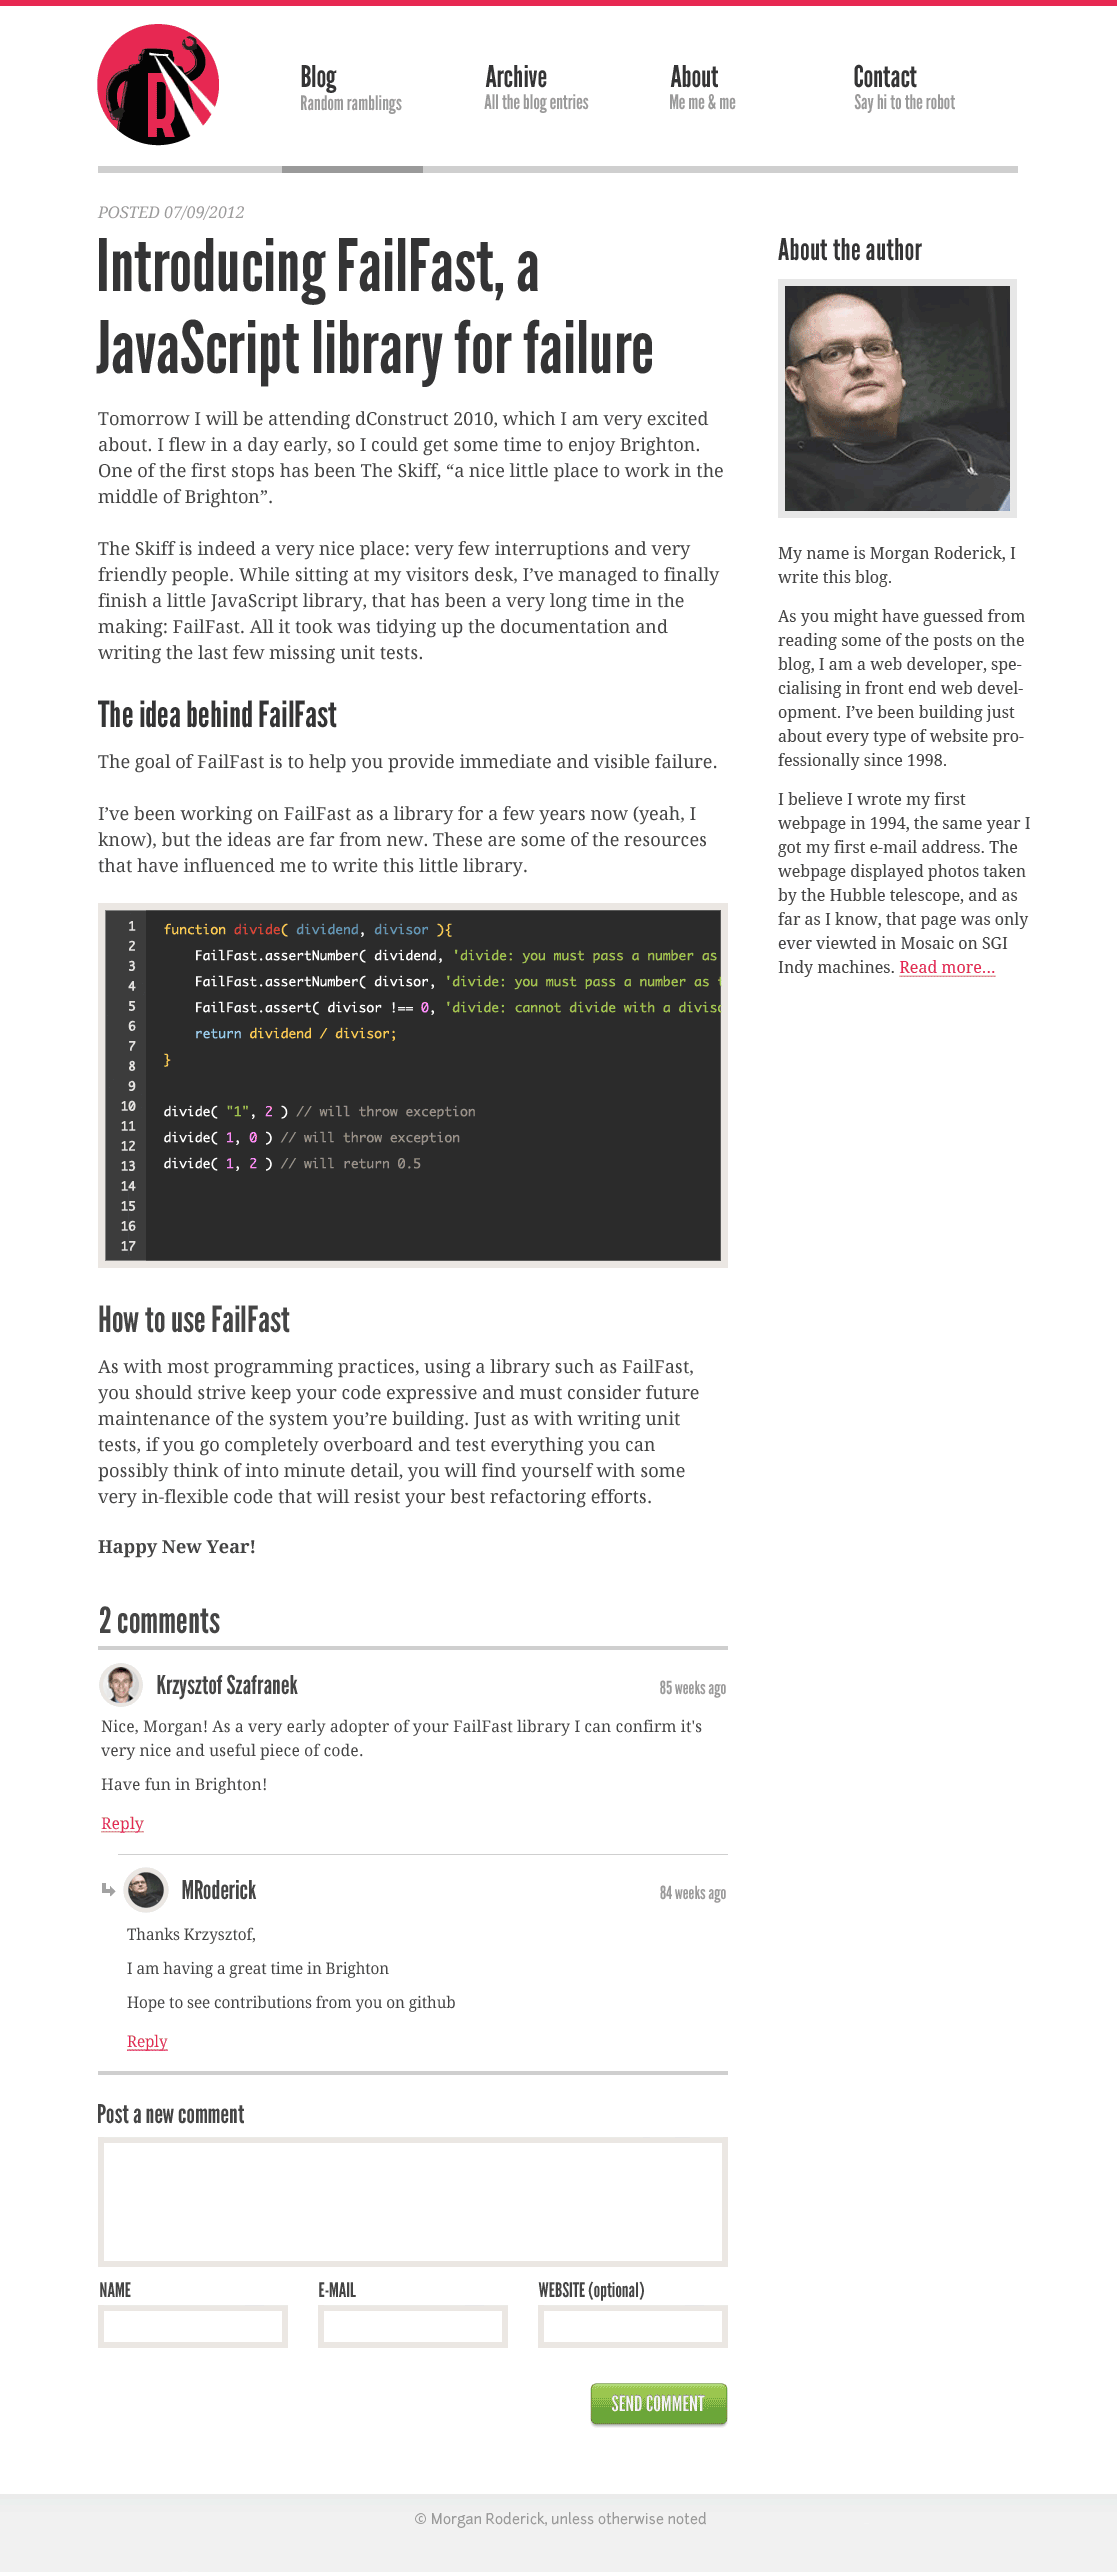 R
Blog
Random ramblings
Archive
All the blog entries
About
Me me & me
Contact
Say hi to the robot
POSTED 07/09/2012
Introducing FailFast, a
JavaScript library for failure
Tomorrow I will be attending dConstruct 2010, which I am very excited
about. I flew in a day early, so I could get some time to enjoy Brighton.
One of the first stops has been The Skiff, “a nice little place to work in the
middle of Brighton”.
The Skiff is indeed a very nice place: very few interruptions and very
friendly people. While sitting at my visitors desk, I’ve managed to finally
finish a little JavaScript library, that has been a very long time in the
making: FailFast. All it took was tidying up the documentation and
writing the last few missing unit tests.
The idea behind FailFast
The goal of FailFast is to help you provide immediate and visible failure.
I’ve been working on FailFast as a library for a few years now (yeah, I
know), but the ideas are far from new. These are some of the resources
that have influenced me to write this little library.
1
2
3
4
5
6
7
8
9
10
11
12
13
14
15
16
17
function divide( dividend, divisor ){
FailFast.assertNumber( dividend, 'divide: you must pass a number as
FailFast.assertNumber( divisor, 'divide: you must pass a number as t
FailFast.assert( divisor !== 0, 'divide: cannot divide with a diviso
return dividend / divisor;
}
divide( "1", 2 ) // will throw exception
divide( 1, 0 ) // will throw exception
divide( 1, 2 ) // will return 0.5
How to use FailFast
As with most programming practices, using a library such as FailFast,
you should strive keep your code expressive and must consider future
maintenance of the system you’re building. Just as with writing unit
tests, if you go completely overboard and test everything you can
possibly think of into minute detail, you will find yourself with some
very in-flexible code that will resist your best refactoring efforts.
Happy New Year!
2 comments
Krzysztof Szafranek
85 weeks ago
Nice, Morgan! As a very early adopter of your FailFast library I can confirm it's
very nice and useful piece of code.
Have fun in Brighton!
Reply
MRoderick
84 weeks ago
Thanks Krzysztof,
I am having a great time in Brighton
Hope to see contributions from you on github
Reply
Post a new comment
NAME
E-MAIL
WEBSITE (optional)
SEND COMMENT
About the author
My name is Morgan Roderick, I
write this blog.
As you might have guessed from
reading some of the posts on the
blog, I am a web developer, spe-
cialising in front end web devel-
opment. I’ve been building just
about every type of website pro-
fessionally since 1998.
I believe I wrote my first
webpage in 1994, the same year I
got my first e-mail address. The
webpage displayed photos taken
by the Hubble telescope, and as
far as I know, that page was only
ever viewted in Mosaic on SGI
Indy machines. Read more...
© Morgan Roderick, unless otherwise noted